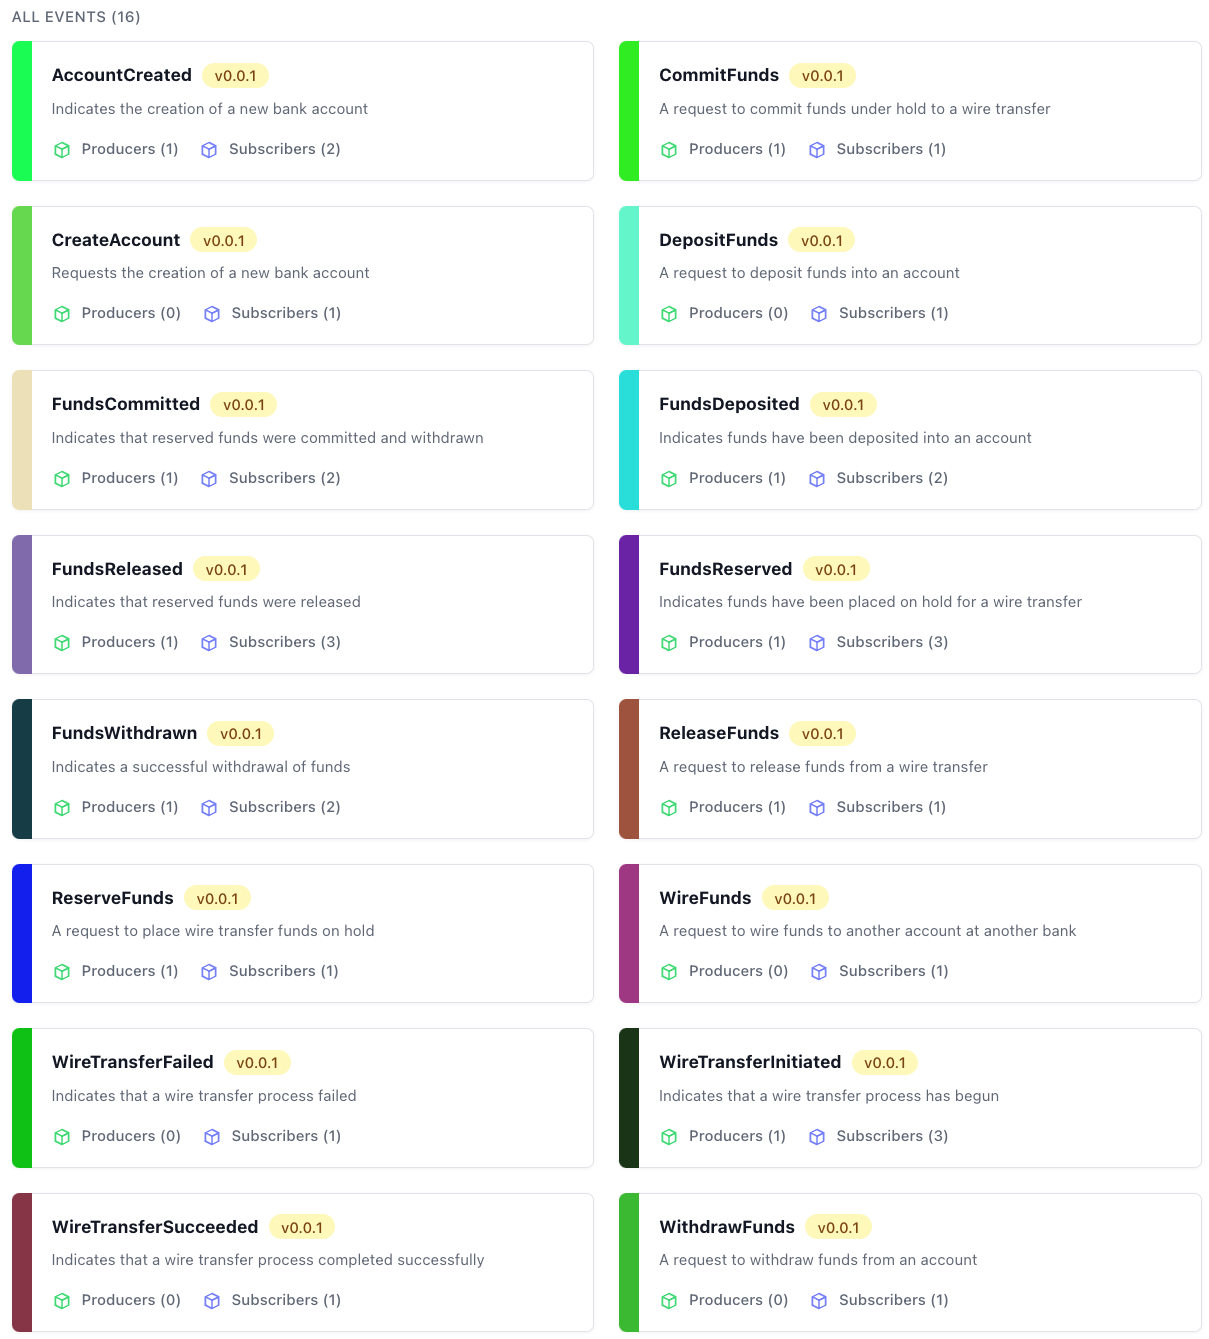 ALL EVENTS (16)
AccountCreated v0.0.1
Indicates the creation of a new bank account
Producers (1) Subscribers (2)
CommitFunds v0.0.1
A request to commit funds under hold to a wire transfer
Producers (1) Subscribers (1)
CreateAccount v0.0.1
Requests the creation of a new bank account
Producers (0) Subscribers (1)
DepositFunds v0.0.1
A request to deposit funds into an account
Producers (0) Subscribers (1)
FundsCommitted v0.0.1
Indicates that reserved funds were committed and withdrawn
Producers (1) Subscribers (2)
FundsDeposited v0.0.1
Indicates funds have been deposited into an account
Producers (1) Subscribers (2)
FundsReleased v0.0.1
Indicates that reserved funds were released
Producers (1) Subscribers (3)
FundsReserved v0.0.1
Indicates funds have been placed on hold for a wire transfer
Producers (1) Subscribers (3)
FundsWithdrawn v0.0.1
Indicates a successful withdrawal of funds
Producers (1) Subscribers (2)
ReleaseFunds v0.0.1
A request to release funds from a wire transfer
Producers (1) Subscribers (1)
ReserveFunds v0.0.1
A request to place wire transfer funds on hold
Producers (1) Subscribers (1)
WireFunds v0.0.1
A request to wire funds to another account at another bank
Producers (0) Subscribers (1)
WireTransferFailed v0.0.1
Indicates that a wire transfer process failed
Producers (0) Subscribers (1)
WireTransferInitiated v0.0.1
Indicates that a wire transfer process has begun
Producers (1) Subscribers (3)
WireTransferSucceeded v0.0.1
Indicates that a wire transfer process completed successfully
Producers (0) Subscribers (1)
WithdrawFunds v0.0.1
A request to withdraw funds from an account
Producers (0) Subscribers (1)